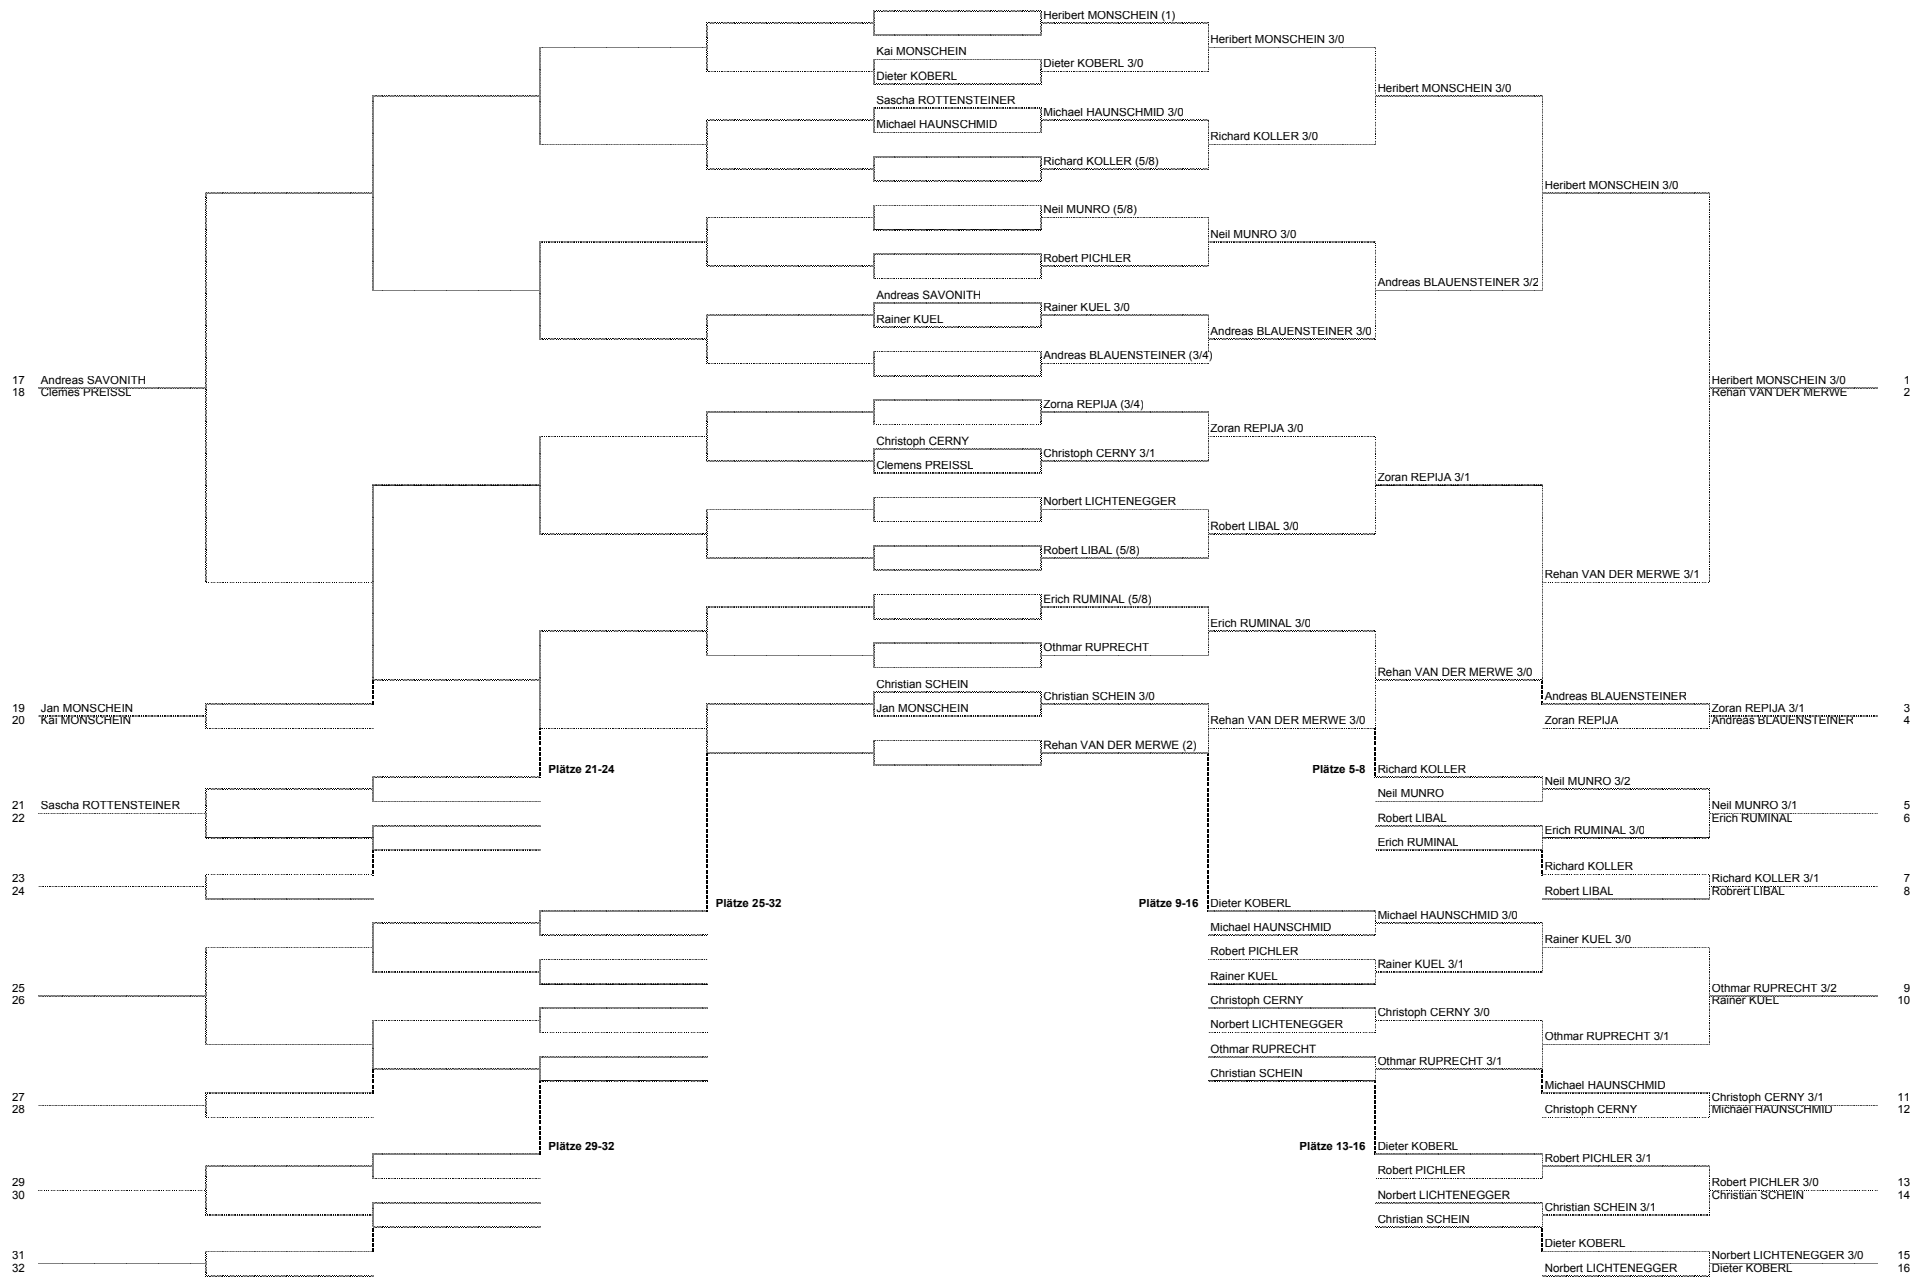 Heribert MONSCHEIN (1)
Heribert MONSCHEIN 3/0
Kai MONSCHEIN
Dieter KOBERL 3/0
Dieter KOBERL
Heribert MONSCHEIN 3/0
Sascha ROTTENSTEINER
Michael HAUNSCHMID 3/0
Michael HAUNSCHMID
Richard KOLLER 3/0
Richard KOLLER (5/8)
Heribert MONSCHEIN 3/0
Neil MUNRO (5/8)
Neil MUNRO 3/0
Robert PICHLER
Andreas BLAUENSTEINER 3/2
Andreas SAVONITH
Rainer KUEL 3/0
Rainer KUEL
Andreas BLAUENSTEINER 3/0
Andreas BLAUENSTEINER (3/4)
17 Andreas SAVONITH
18 Clemes PREISSL
Heribert MONSCHEIN 3/0 1
Rehan VAN DER MERWE 2
Zorna REPIJA (3/4)
Zoran REPIJA 3/0
Christoph CERNY
Christoph CERNY 3/1
Clemens PREISSL
Zoran REPIJA 3/1
Norbert LICHTENEGGER
Robert LIBAL 3/0
Robert LIBAL (5/8)
Rehan VAN DER MERWE 3/1
Erich RUMINAL (5/8)
Erich RUMINAL 3/0
Othmar RUPRECHT
Rehan VAN DER MERWE 3/0
Christian SCHEIN
Christian SCHEIN 3/0
Andreas BLAUENSTEINER
19 Jan MONSCHEIN
Jan MONSCHEIN
Zoran REPIJA 3/1 3
20 Kai MONSCHEIN
Rehan VAN DER MERWE 3/0
Zoran REPIJA
Andreas BLAUENSTEINER 4
Rehan VAN DER MERWE (2)
Plätze 21-24
Plätze 5-8
Richard KOLLER
Neil MUNRO 3/2
Neil MUNRO
21 Sascha ROTTENSTEINER
22
Neil MUNRO 3/1 5
Erich RUMINAL 6
Robert LIBAL
Erich RUMINAL 3/0
Erich RUMINAL
Richard KOLLER
23
24
Richard KOLLER 3/1 7
Robert LIBAL
Robrert LIBAL 8
Plätze 25-32
Plätze 9-16
Dieter KOBERL
Michael HAUNSCHMID 3/0
Michael HAUNSCHMID
Rainer KUEL 3/0
Robert PICHLER
Rainer KUEL 3/1
Rainer KUEL
25
26
Othmar RUPRECHT 3/2 9
Rainer KUEL 10
Christoph CERNY
Christoph CERNY 3/0
Norbert LICHTENEGGER
Othmar RUPRECHT 3/1
Othmar RUPRECHT
Othmar RUPRECHT 3/1
Christian SCHEIN
Michael HAUNSCHMID
27
28
Christoph CERNY 3/1 11
Christoph CERNY
Michael HAUNSCHMID 12
Plätze 29-32
Plätze 13-16
Dieter KOBERL
Robert PICHLER 3/1
Robert PICHLER
29
30
Robert PICHLER 3/0 13
Christian SCHEIN 14
Norbert LICHTENEGGER
Christian SCHEIN 3/1
Christian SCHEIN
Dieter KOBERL
31
32
Norbert LICHTENEGGER 3/0 15
Norbert LICHTENEGGER
Dieter KOBERL 16